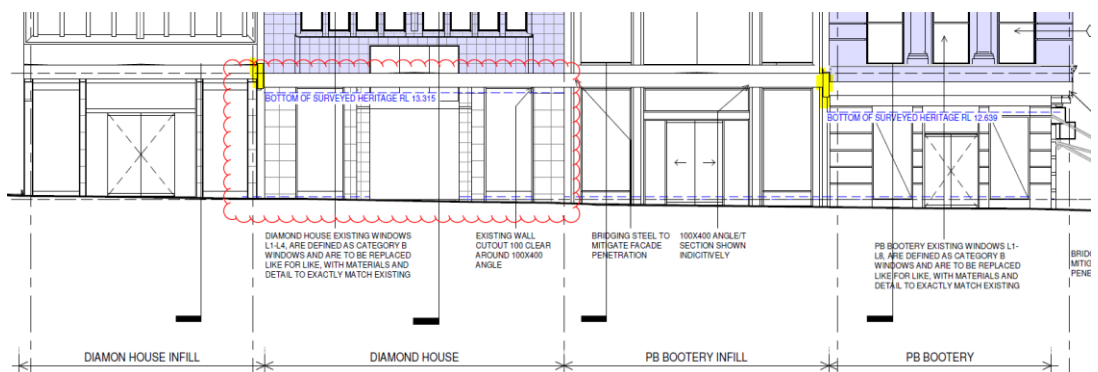 BOTTOM OF SURVEYED HERITAGE RL 13.315
BOTTOM OF SURVEYED HERITAGE RL 12.639
DIAMOND HOUSE EXISTING WINDOWS
L1-L4, ARE DEFINED AS CATEGORY B
WINDOWS AND ARE TO BE REPLACED
LIKE FOR LIKE, WITH MATERIALS AND
DETAIL TO EXACTLY MATCH EXISTING
EXISTING WALL
CUTOUT 100 CLEAR
AROUND 100X400
ANGLE
BRIDGING STEEL TO
MITIGATE FACADE
PENETRATION
100X400 ANGLE/T
SECTION SHOWN
INDICITIVELY
PB BOOTERY EXISTING WINDOWS L1-
L8, ARE DEFINED AS CATEGORY B
WINDOWS AND ARE TO BE REPLACED
LIKE FOR LIKE, WITH MATERIALS AND
DETAIL TO EXACTLY MATCH EXISTING
BRIDG
MITIG
PENE
DIAMON HOUSE INFILL
DIAMOND HOUSE
PB BOOTERY INFILL
PB BOOTERY